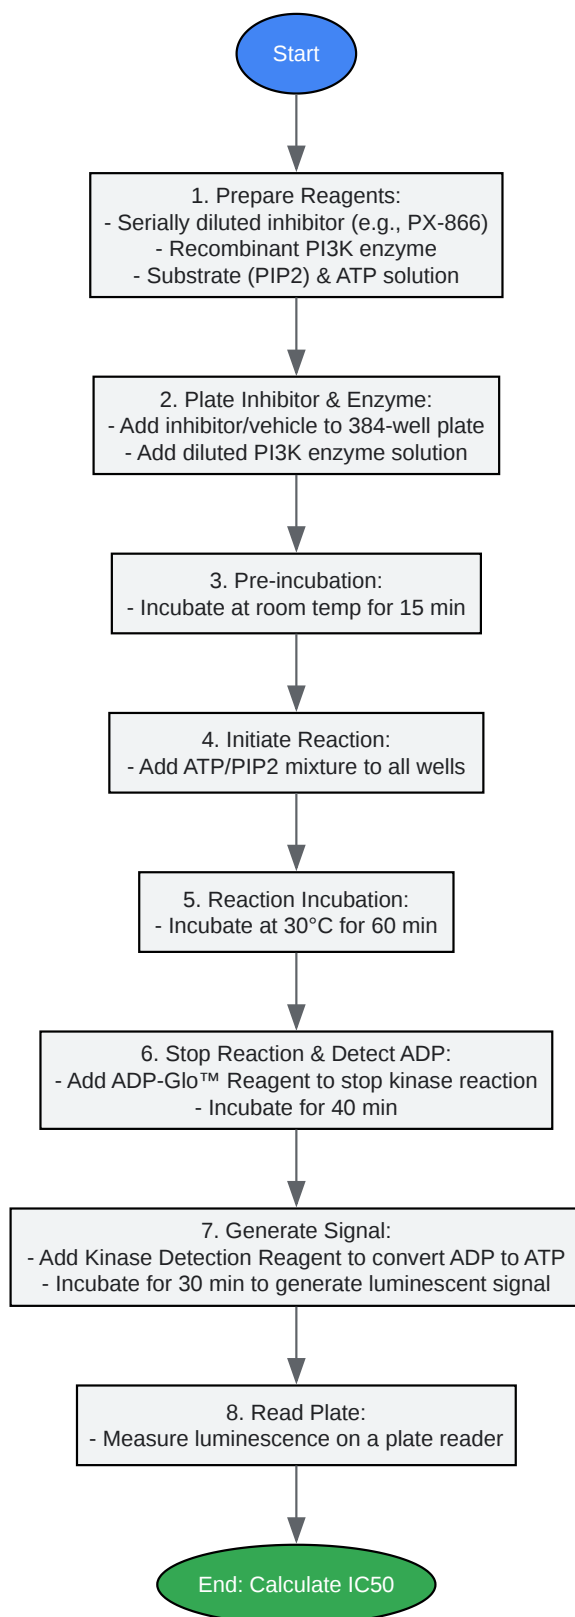 Start
1. Prepare Reagents:
- Serially diluted inhibitor (e.g., PX-866)
- Recombinant PI3K enzyme
- Substrate (PIP2) & ATP solution
2. Plate Inhibitor & Enzyme:
- Add inhibitor/vehicle to 384-well plate
- Add diluted PI3K enzyme solution
3. Pre-incubation:
- Incubate at room temp for 15 min
4. Initiate Reaction:
- Add ATP/PIP2 mixture to all wells
5. Reaction Incubation:
- Incubate at 30°C for 60 min
6. Stop Reaction & Detect ADP:
- Add ADP-Glo™ Reagent to stop kinase reaction
- Incubate for 40 min
7. Generate Signal:
- Add Kinase Detection Reagent to convert ADP to ATP
- Incubate for 30 min to generate luminescent signal
8. Read Plate:
- Measure luminescence on a plate reader
End: Calculate IC50